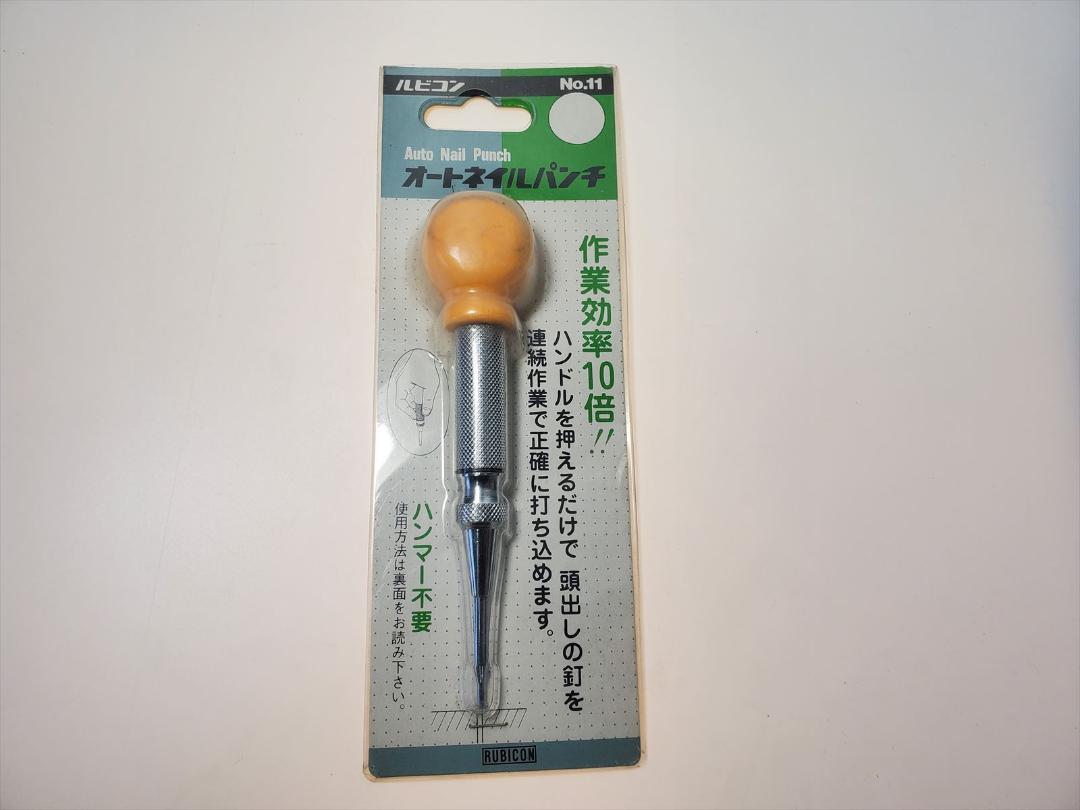 ルビコン No.11
Auto Nail Punch
オートネイルパンチ
作業効率10倍!!
ハンドルを押えるだけで 頭出しの釘を
連続作業で正確に打ち込めます。
ハンマー不要
使用方法は裏面をお読み下さい。
RUBICON